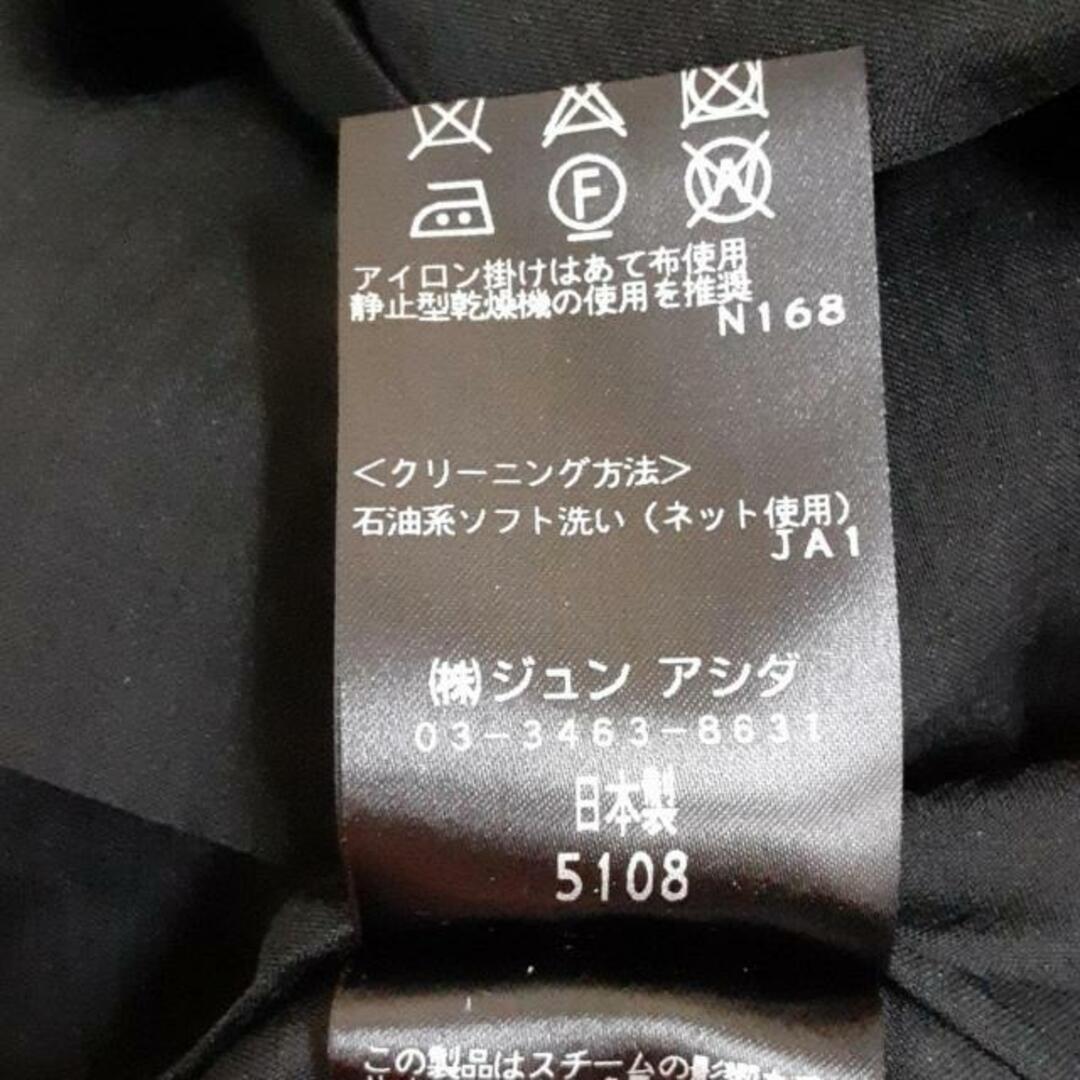 F
W
アイロン掛けはあて布使用
静止型乾燥機の使用を推奨
N168
＜クリーニング方法＞
石油系ソフト洗い（ネット使用）
JA1
㈱ジュン アシダ
03-3463-8631
日本製
5108
この製品はスチームの影響